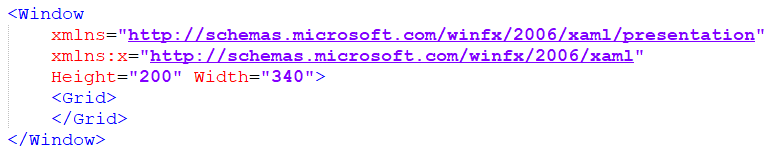 <Window
xmlns="http://schemas.microsoft.com/winfx/2006/xaml/presentation"
xmlns:x="http://schemas.microsoft.com/winfx/2006/xaml"
Height="200" Width="340">
<Grid>
</Grid>
</Window>